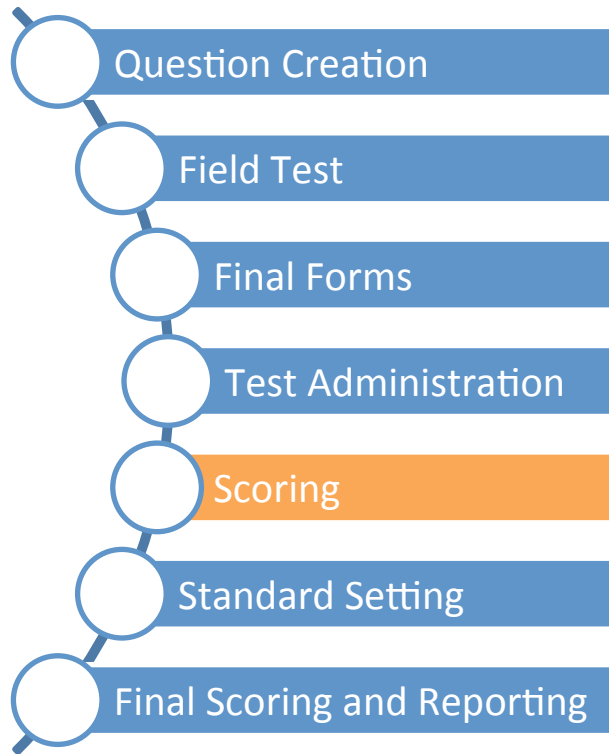 Question Creation
Field Test
Final Forms
Test Administration
Scoring
Standard Setting
Final Scoring and Reporting